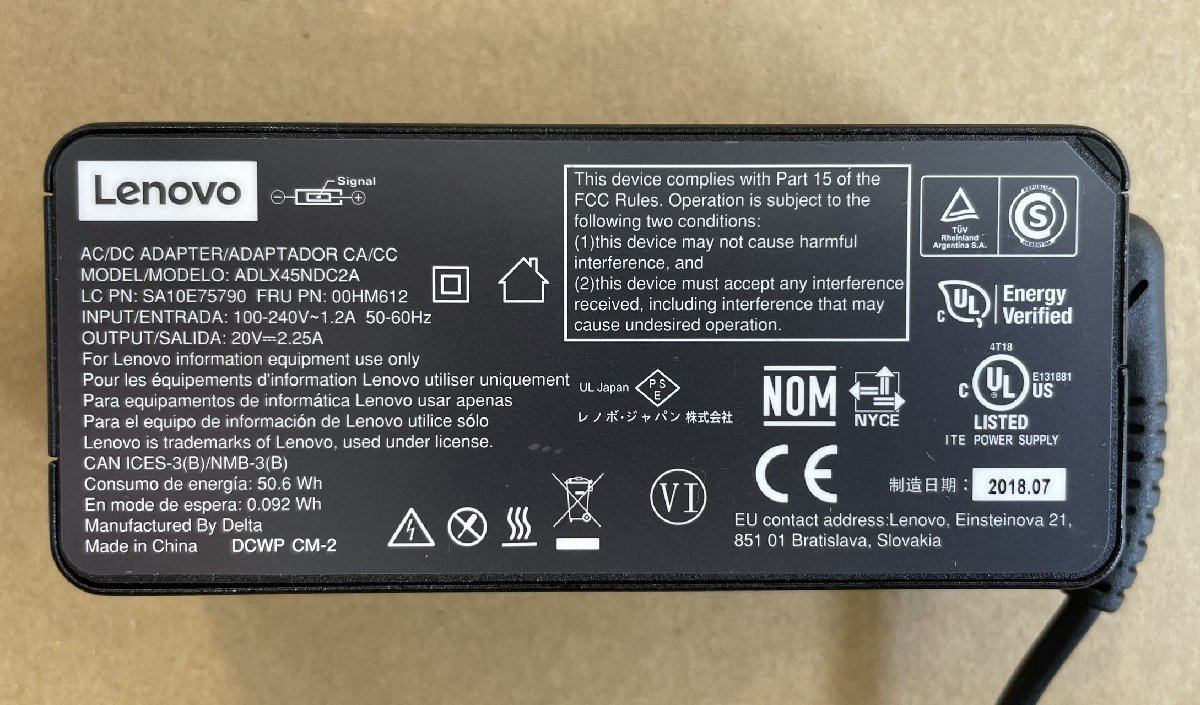 Lenovo
Signal
AC/DC ADAPTER/ADAPTADOR CA/CC
MODEL/MODELO: ADLX45NDC2A
LC PN: SA10E75790 FRU PN: 00HM612
INPUT/ENTRADA: 100-240V~1.2A 50-60Hz
OUTPUT/SALIDA: 20V⎓2.25A
For Lenovo information equipment use only
Pour les équipements d'information Lenovo utiliser uniquement
Para equipamentos de informática Lenovo usar apenas
Para el equipo de información de Lenovo utilice sólo
Lenovo is trademarks of Lenovo, used under license.
CAN ICES-3(B)/NMB-3(B)
Consumo de energía: 50.6 Wh
En modo de espera: 0.092 Wh
Manufactured By Delta
Made in China DCWP CM-2
This device complies with Part 15 of the
FCC Rules. Operation is subject to the
following two conditions:
(1)this device may not cause harmful
interference, and
(2)this device must accept any interference
received, including interference that may
cause undesired operation.
TÜV
Rheinland
Argentina S.A.
REPUBLICA
S
ARGENTINA
C UL Energy
Verified
UL Japan
PS
E
レノボ・ジャパン 株式会社
NOM
NYCE
4T18
C UL US
E131881
LISTED
ITE POWER SUPPLY
VI
CE
制造日期：2018.07
EU contact address:Lenovo, Einsteinova 21,
851 01 Bratislava, Slovakia